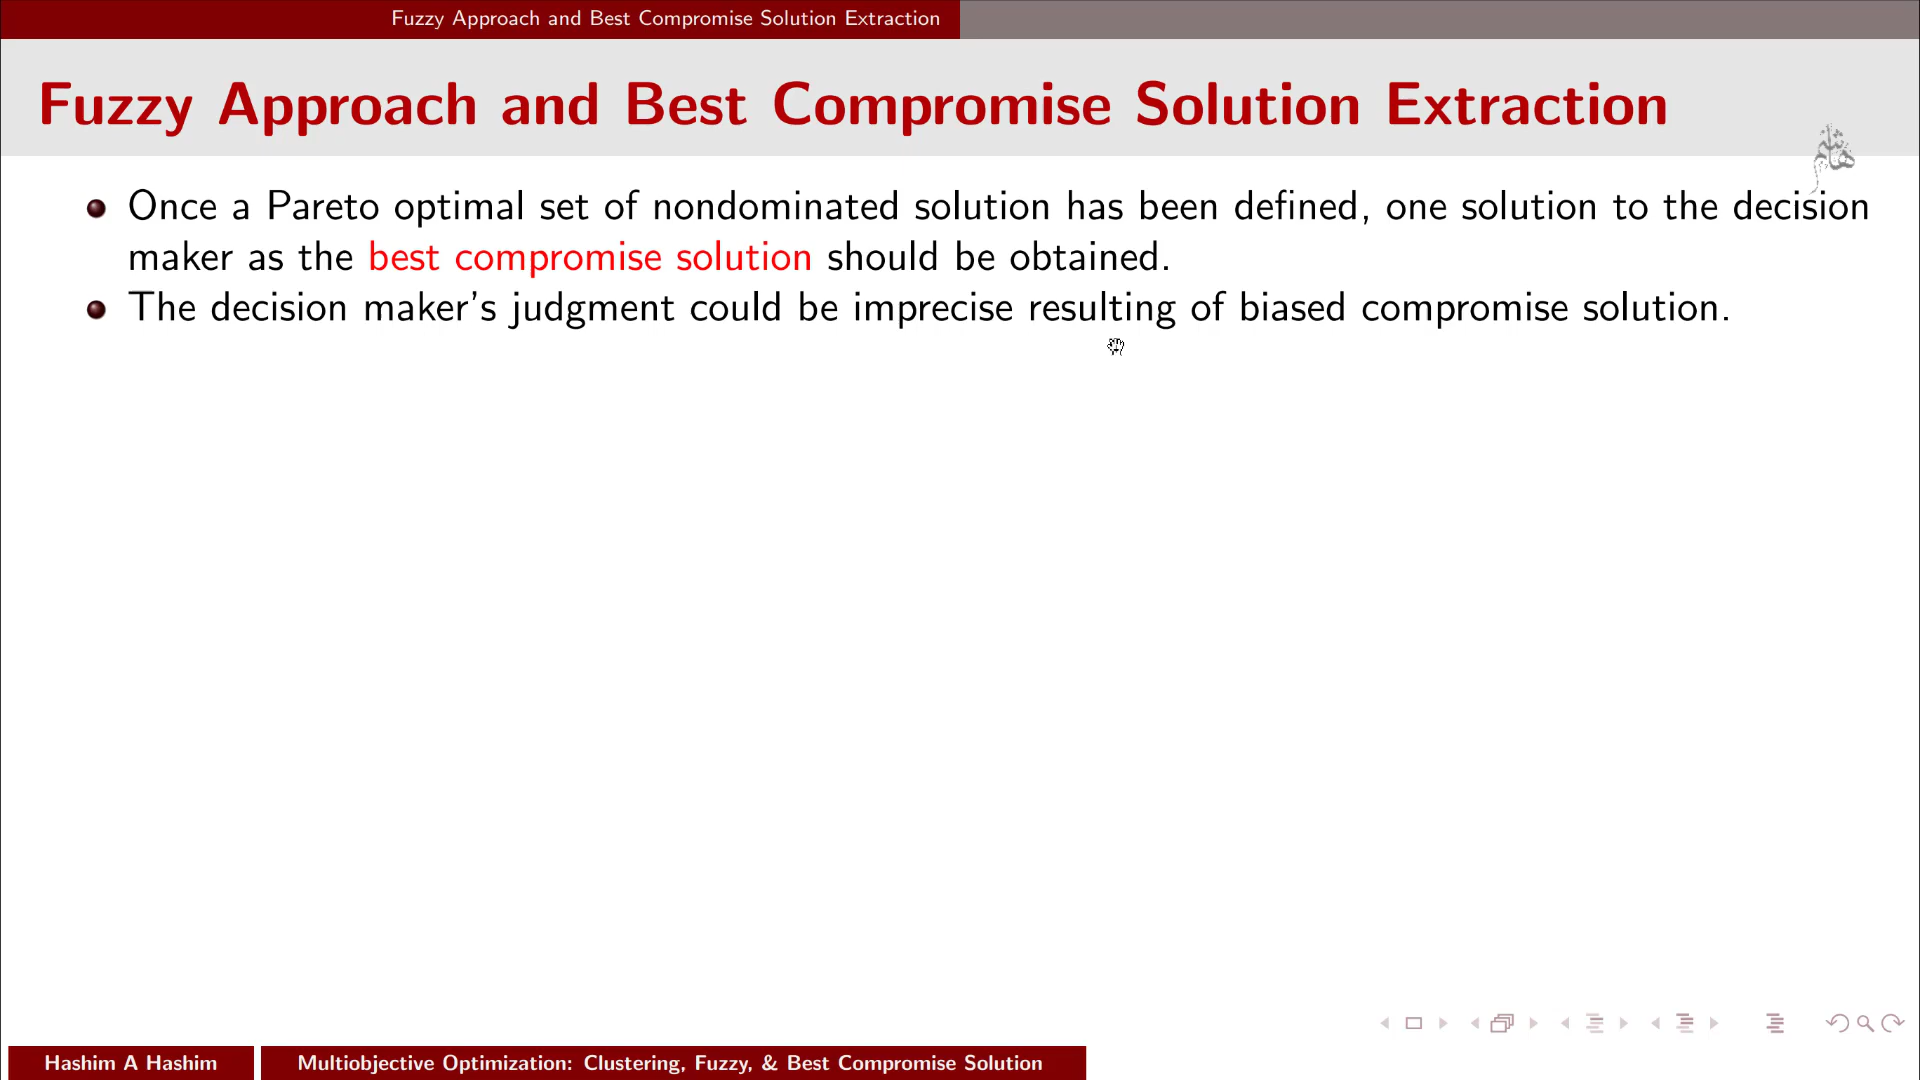 Fuzzy Approach and Best Compromise Solution Extraction
Fuzzy Approach and Best Compromise Solution Extraction
هاشم
Once a Pareto optimal set of nondominated solution has been defined, one solution to the decision
maker as the best compromise solution should be obtained.
The decision maker's judgment could be imprecise resulting of biased compromise solution.
Hashim A Hashim
Multiobjective Optimization: Clustering, Fuzzy, & Best Compromise Solution